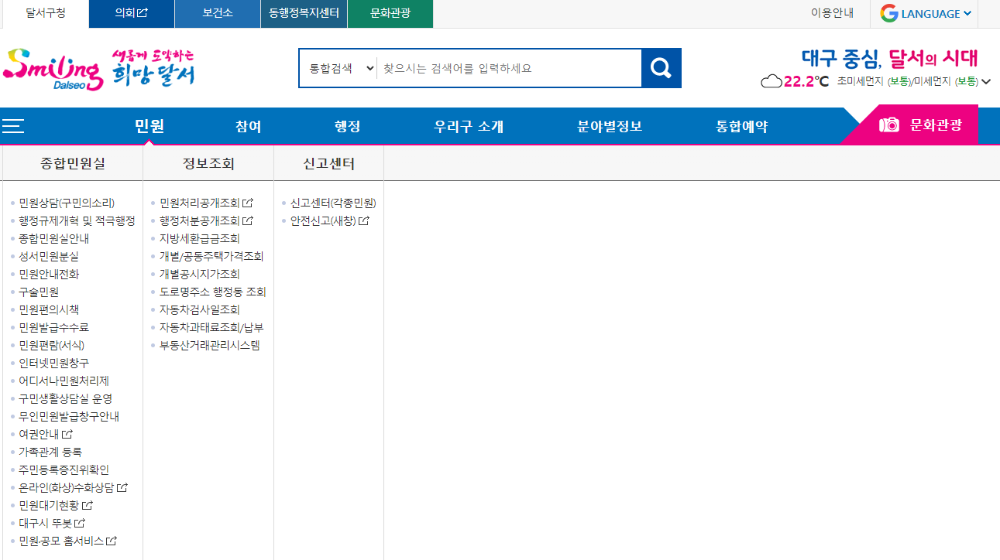 달서구청 의회 보건소 동행정복지센터 문화관광 이용안내 LANGUAGE
Smiling Dalseo
새롭게 도약하는
희망달서
통합검색 찾으시는 검색어를 입력하세요
대구 중심, 달서의 시대
22.2℃ 초미세먼지 (보통)/미세먼지 (보통)
민원 참여 행정 우리구 소개 분야별정보 통합예약 문화관광
종합민원실
민원상담(구민의소리)
행정규제개혁 및 적극행정
종합민원실안내
성서민원분실
민원안내전화
구술민원
민원편의시책
민원발급수수료
민원편람(서식)
인터넷민원창구
어디서나민원처리제
구민생활상담실 운영
무인민원발급창구안내
여권안내
가족관계 등록
주민등록증진위확인
온라인(화상)수화상담
민원대기현황
대구시 뚜봇
민원·공모 홈서비스
정보조회
민원처리공개조회
행정처분공개조회
지방세환급금조회
개별/공동주택가격조회
개별공시지가조회
도로명주소 행정동 조회
자동차검사일조회
자동차과태료조회/납부
부동산거래관리시스템
신고센터
신고센터(각종민원)
안전신고(새창)